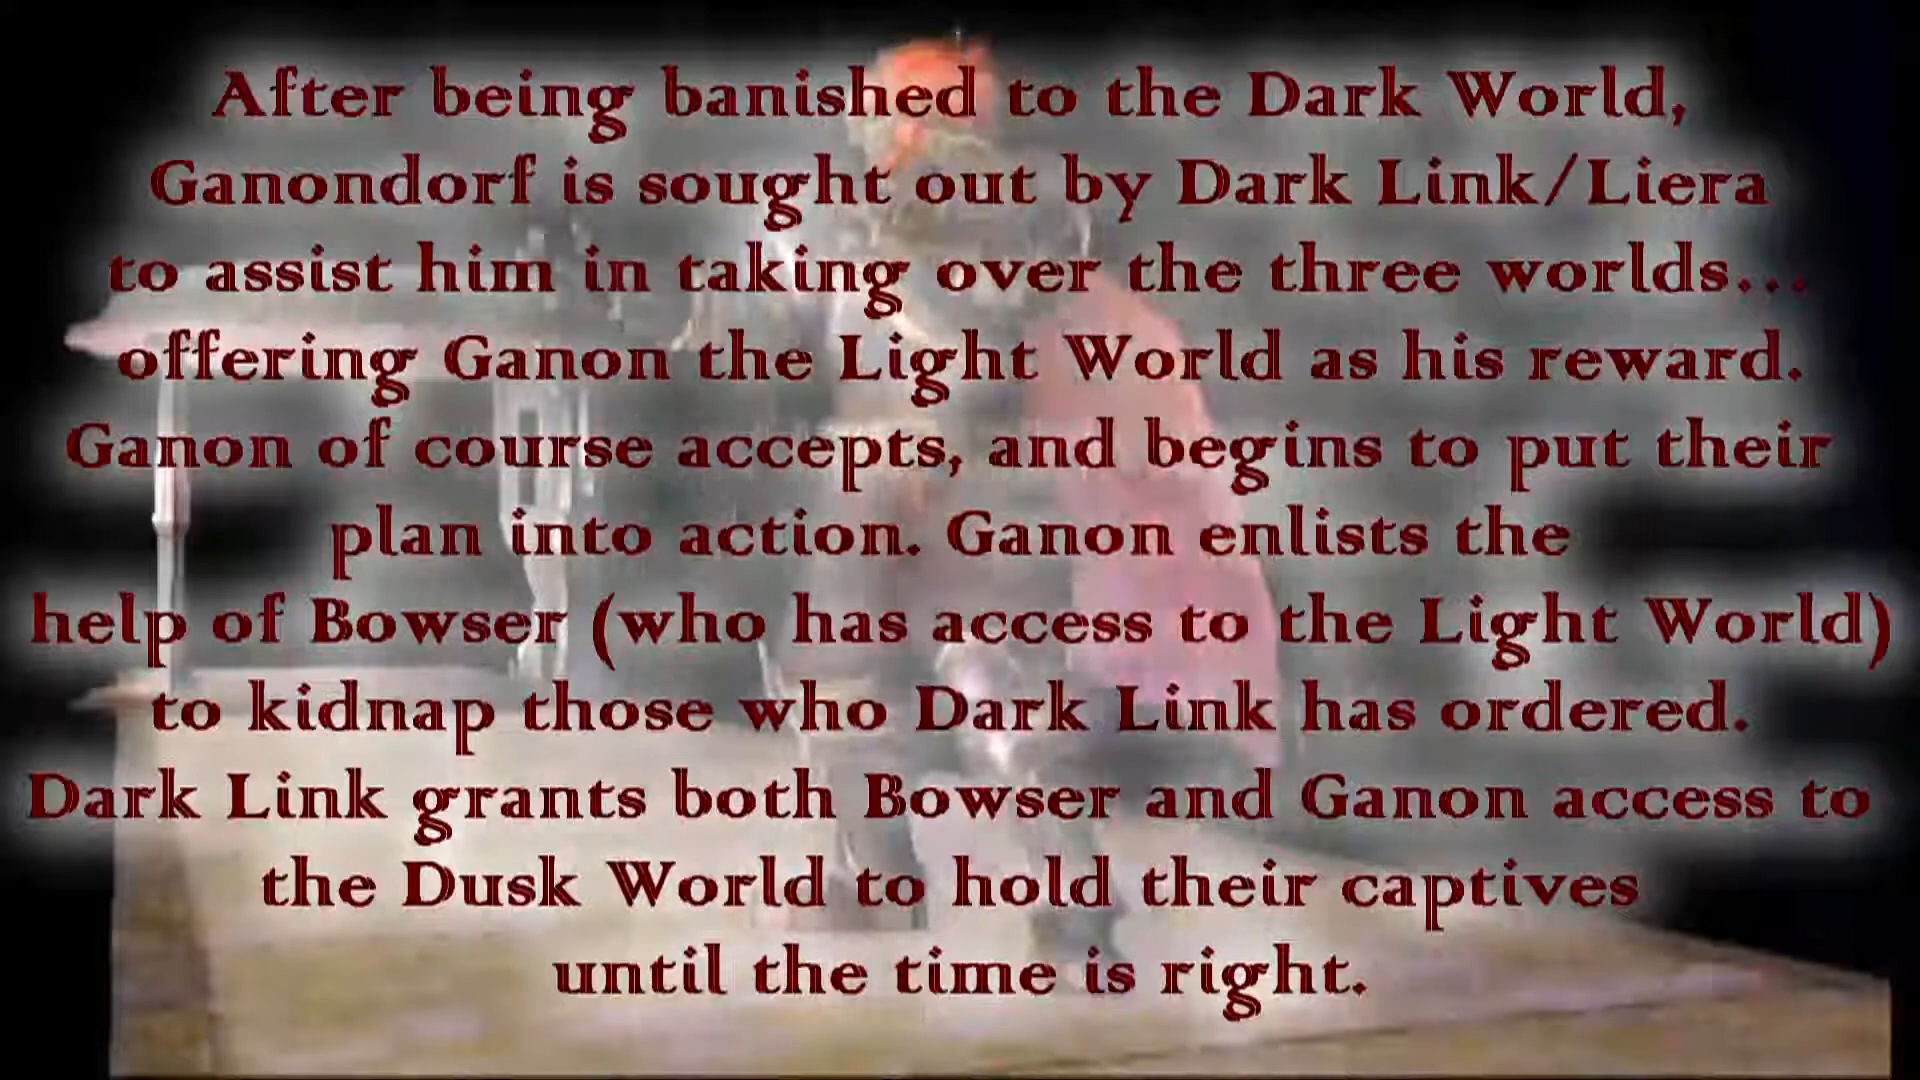 After being banished to the Dark World,
Ganondorf is sought out by Dark Link/Liera
to assist him in taking over the three worlds...
offering Ganon the Light World as his reward.
Ganon of course accepts, and begins to put their
plan into action. Ganon enlists the
help of Bowser (who has access to the Light World)
to kidnap those who Dark Link has ordered.
Dark Link grants both Bowser and Ganon access to
the Dusk World to hold their captives
until the time is right.